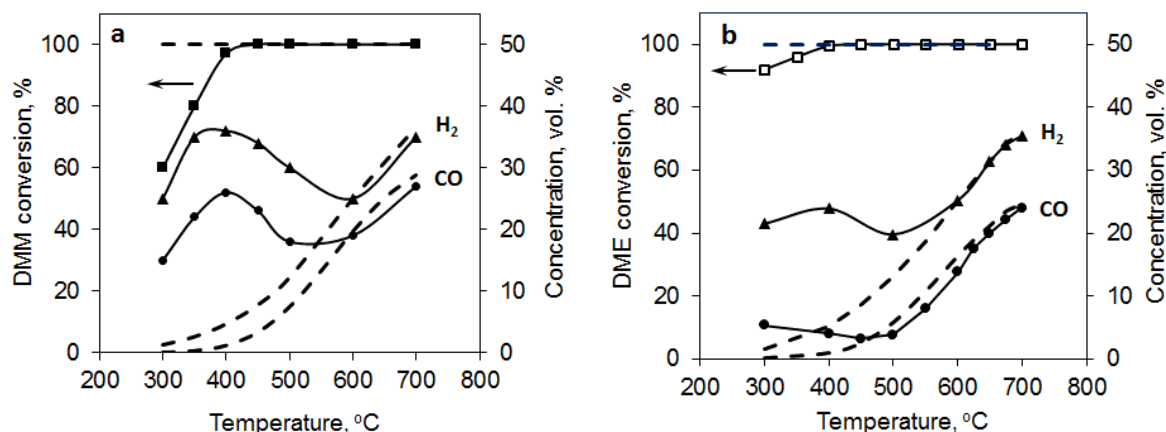 a
100
80
60
40
20
0
50
40
30
20
10
0
200 300 400 500 600 700 800
DMM conversion, %
Concentration, vol. %
Temperature, °C
H2
CO
b
100
80
60
40
20
0
50
40
30
20
10
0
200 300 400 500 600 700 800
DME conversion, %
Concentration, vol. %
Temperature, °C
H2
CO